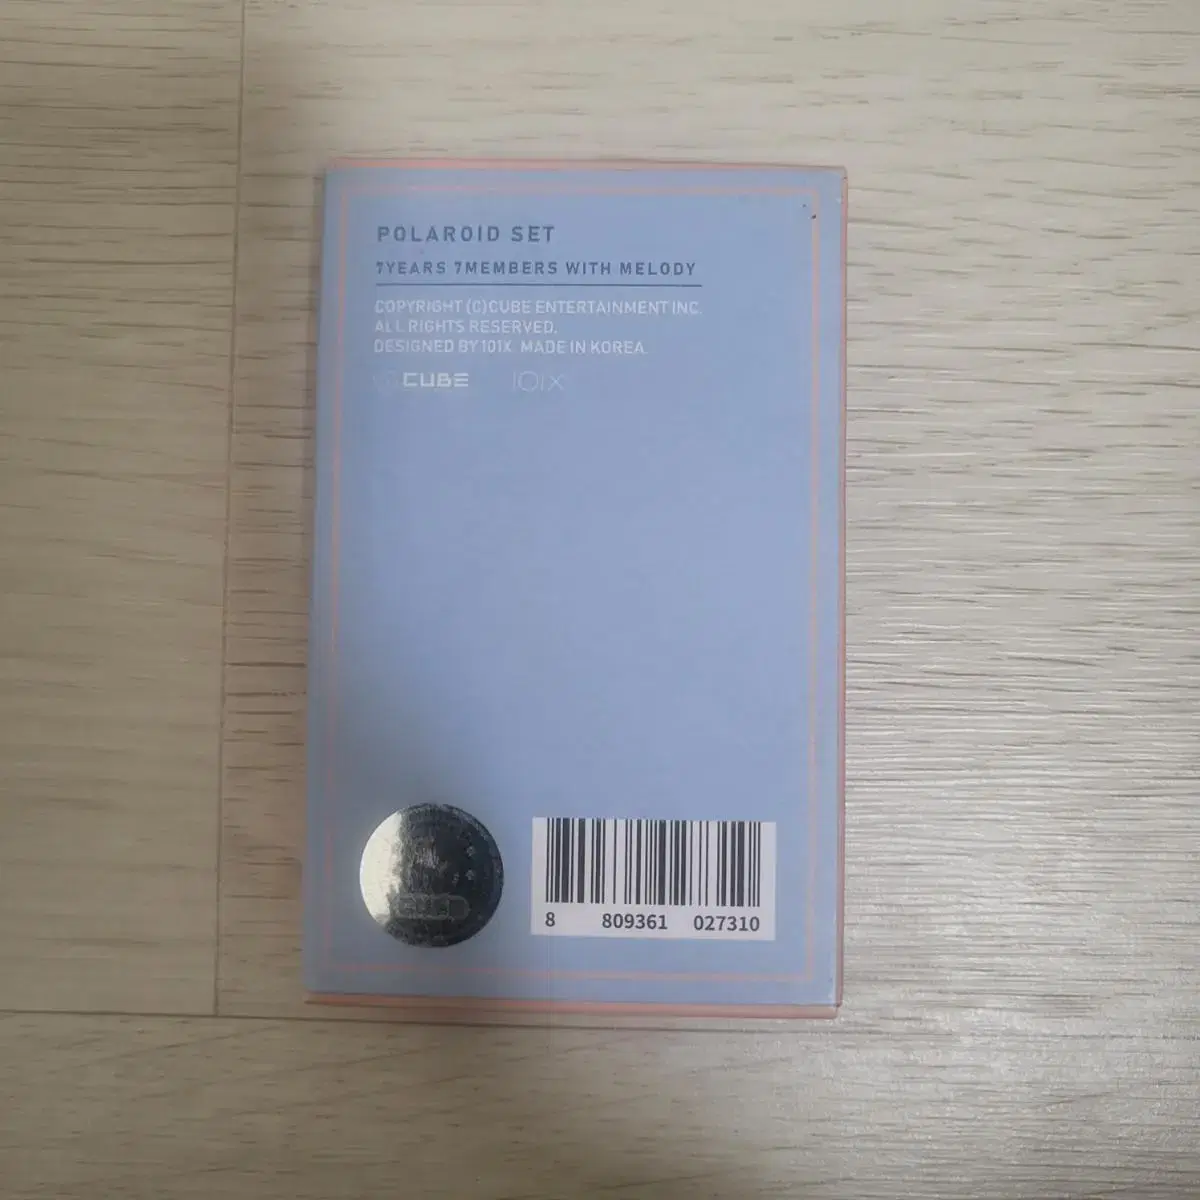 POLAROID SET
7YEARS 7MEMBERS WITH MELODY
COPYRIGHT (C)CUBE ENTERTAINMENT INC.
ALL RIGHTS RESERVED.
DESIGNED BY 101X. MADE IN KOREA.
CUBE 101X
8 809361 027310